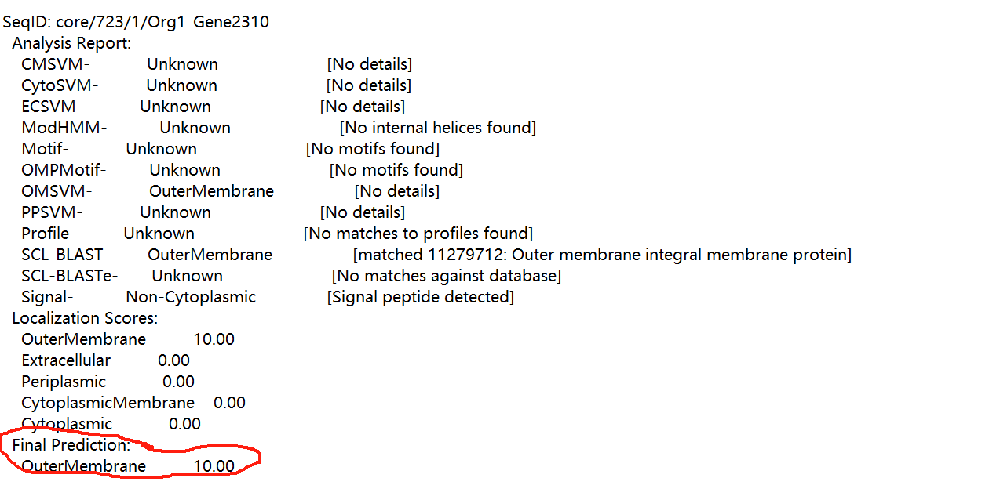 SeqID: core/723/1/Org1_Gene2310
Analysis Report:
CMSVM- Unknown [No details]
CytoSVM- Unknown [No details]
ECSVM- Unknown [No details]
ModHMM- Unknown [No internal helices found]
Motif- Unknown [No motifs found]
OMPMotif- Unknown [No motifs found]
OMSVM- OuterMembrane [No details]
PPSVM- Unknown [No details]
Profile- Unknown [No matches to profiles found]
SCL-BLAST- OuterMembrane [matched 11279712: Outer membrane integral membrane protein]
SCL-BLASTe- Unknown [No matches against database]
Signal- Non-Cytoplasmic [Signal peptide detected]
Localization Scores:
OuterMembrane 10.00
Extracellular 0.00
Periplasmic 0.00
CytoplasmicMembrane 0.00
Cytoplasmic 0.00
Final Prediction:
OuterMembrane 10.00